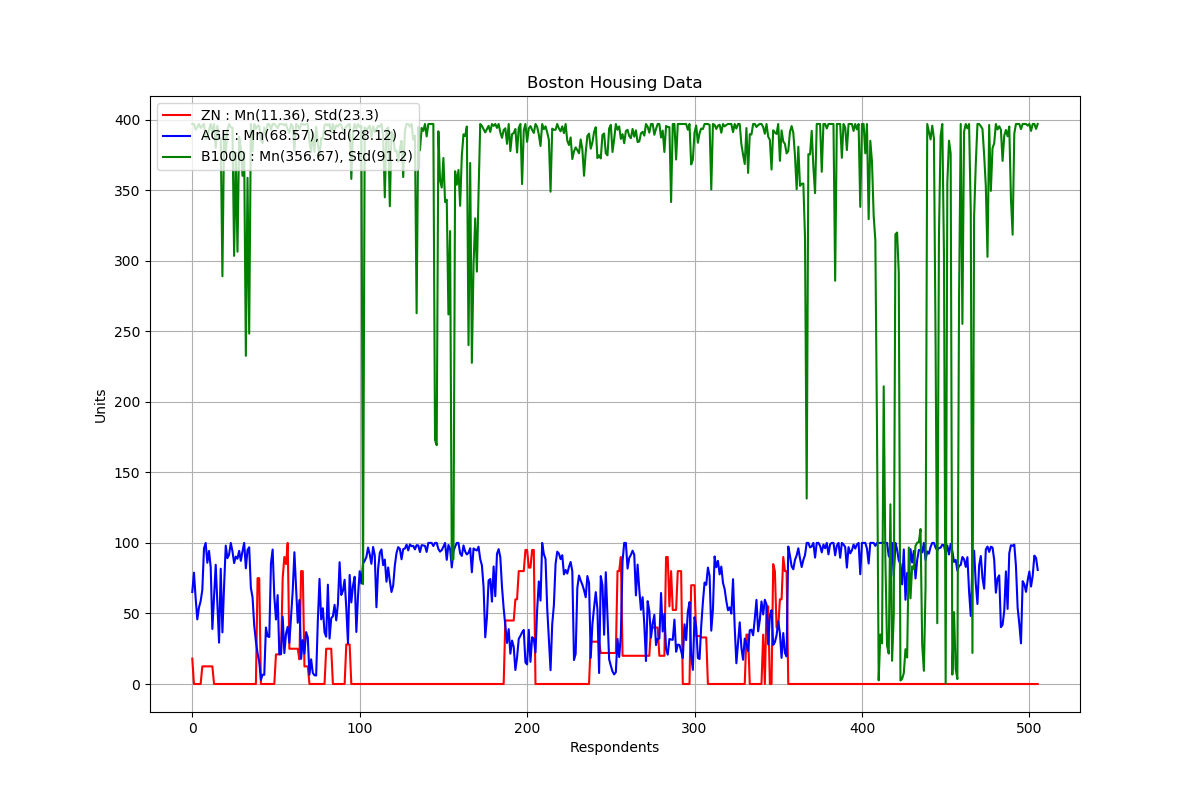 Boston Housing Data
ZN : Mn(11.36), Std(23.3)
AGE : Mn(68.57), Std(28.12)
B1000 : Mn(356.67), Std(91.2)
400
350
300
250
200
150
100
50
0
Units
0 100 200 300 400 500
Respondents